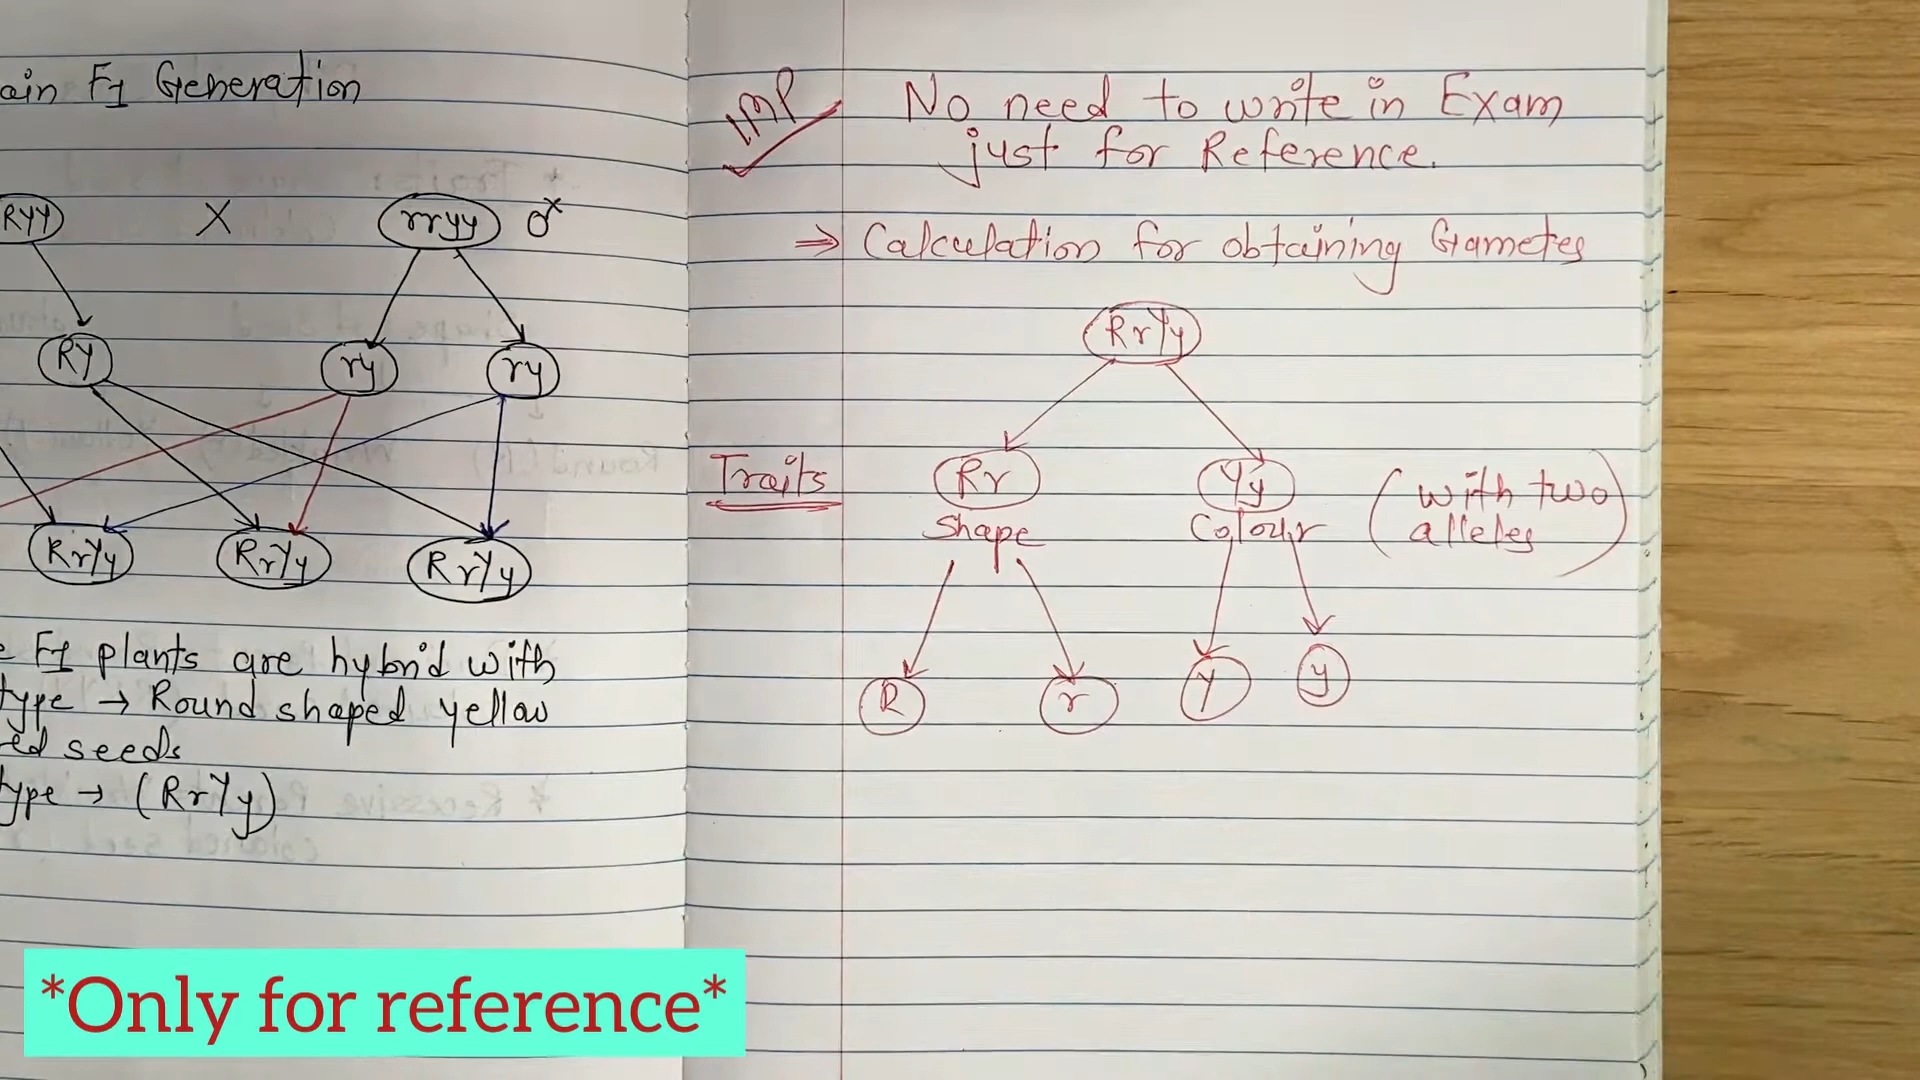 ain F1 Generation
RYY X rryy ♂
RY ry ry
RrYy RrYy RrYy
e F1 plants are hybrid with
type → Round shaped yellow
red seeds
type → (RrYy)
IMP No need to write in Exam
just for Reference.
⇒ Calculation for obtaining Gametes
RrYy
Traits Rr Yy (with two
Shape Colour alleles)
R r Y y
*Only for reference*